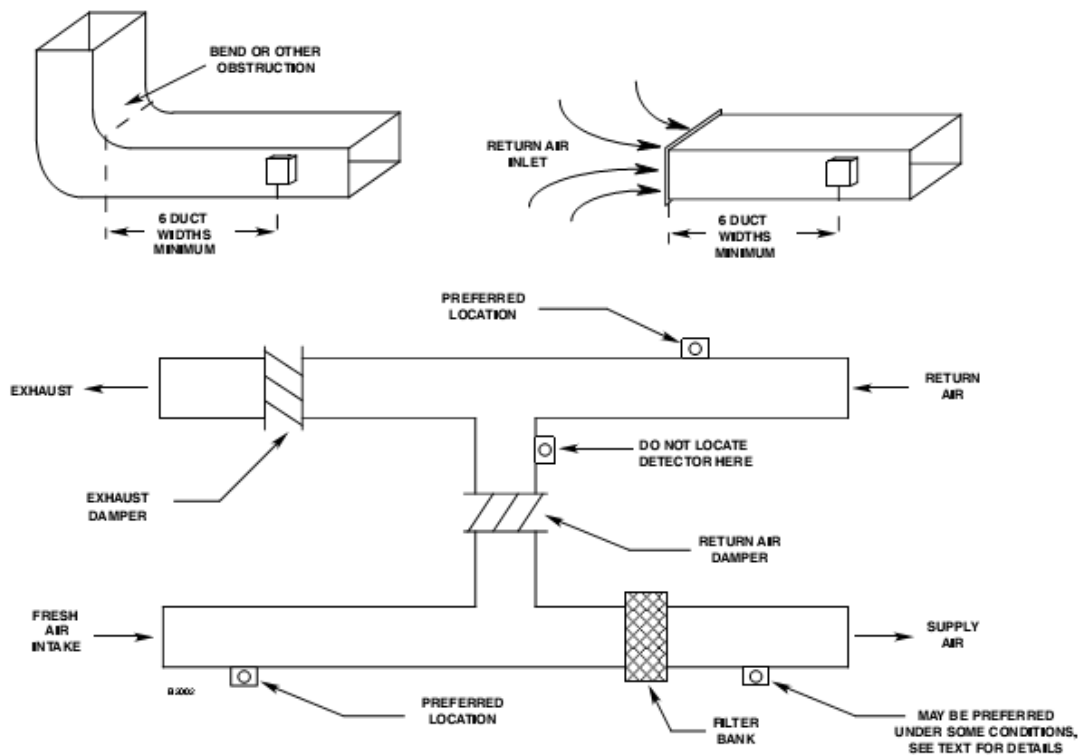 BEND OR OTHER
OBSTRUCTION
6 DUCT
WIDTHS
MINIMUM
RETURN AIR
INLET
6 DUCT
WIDTHS
MINIMUM
PREFERRED
LOCATION
EXHAUST
RETURN
AIR
DO NOT LOCATE
DETECTOR HERE
EXHAUST
DAMPER
RETURN AIR
DAMPER
FRESH
AIR
INTAKE
SUPPLY
AIR
PREFERRED
LOCATION
FILTER
BANK
MAY BE PREFERRED
UNDER SOME CONDITIONS,
SEE TEXT FOR DETAILS